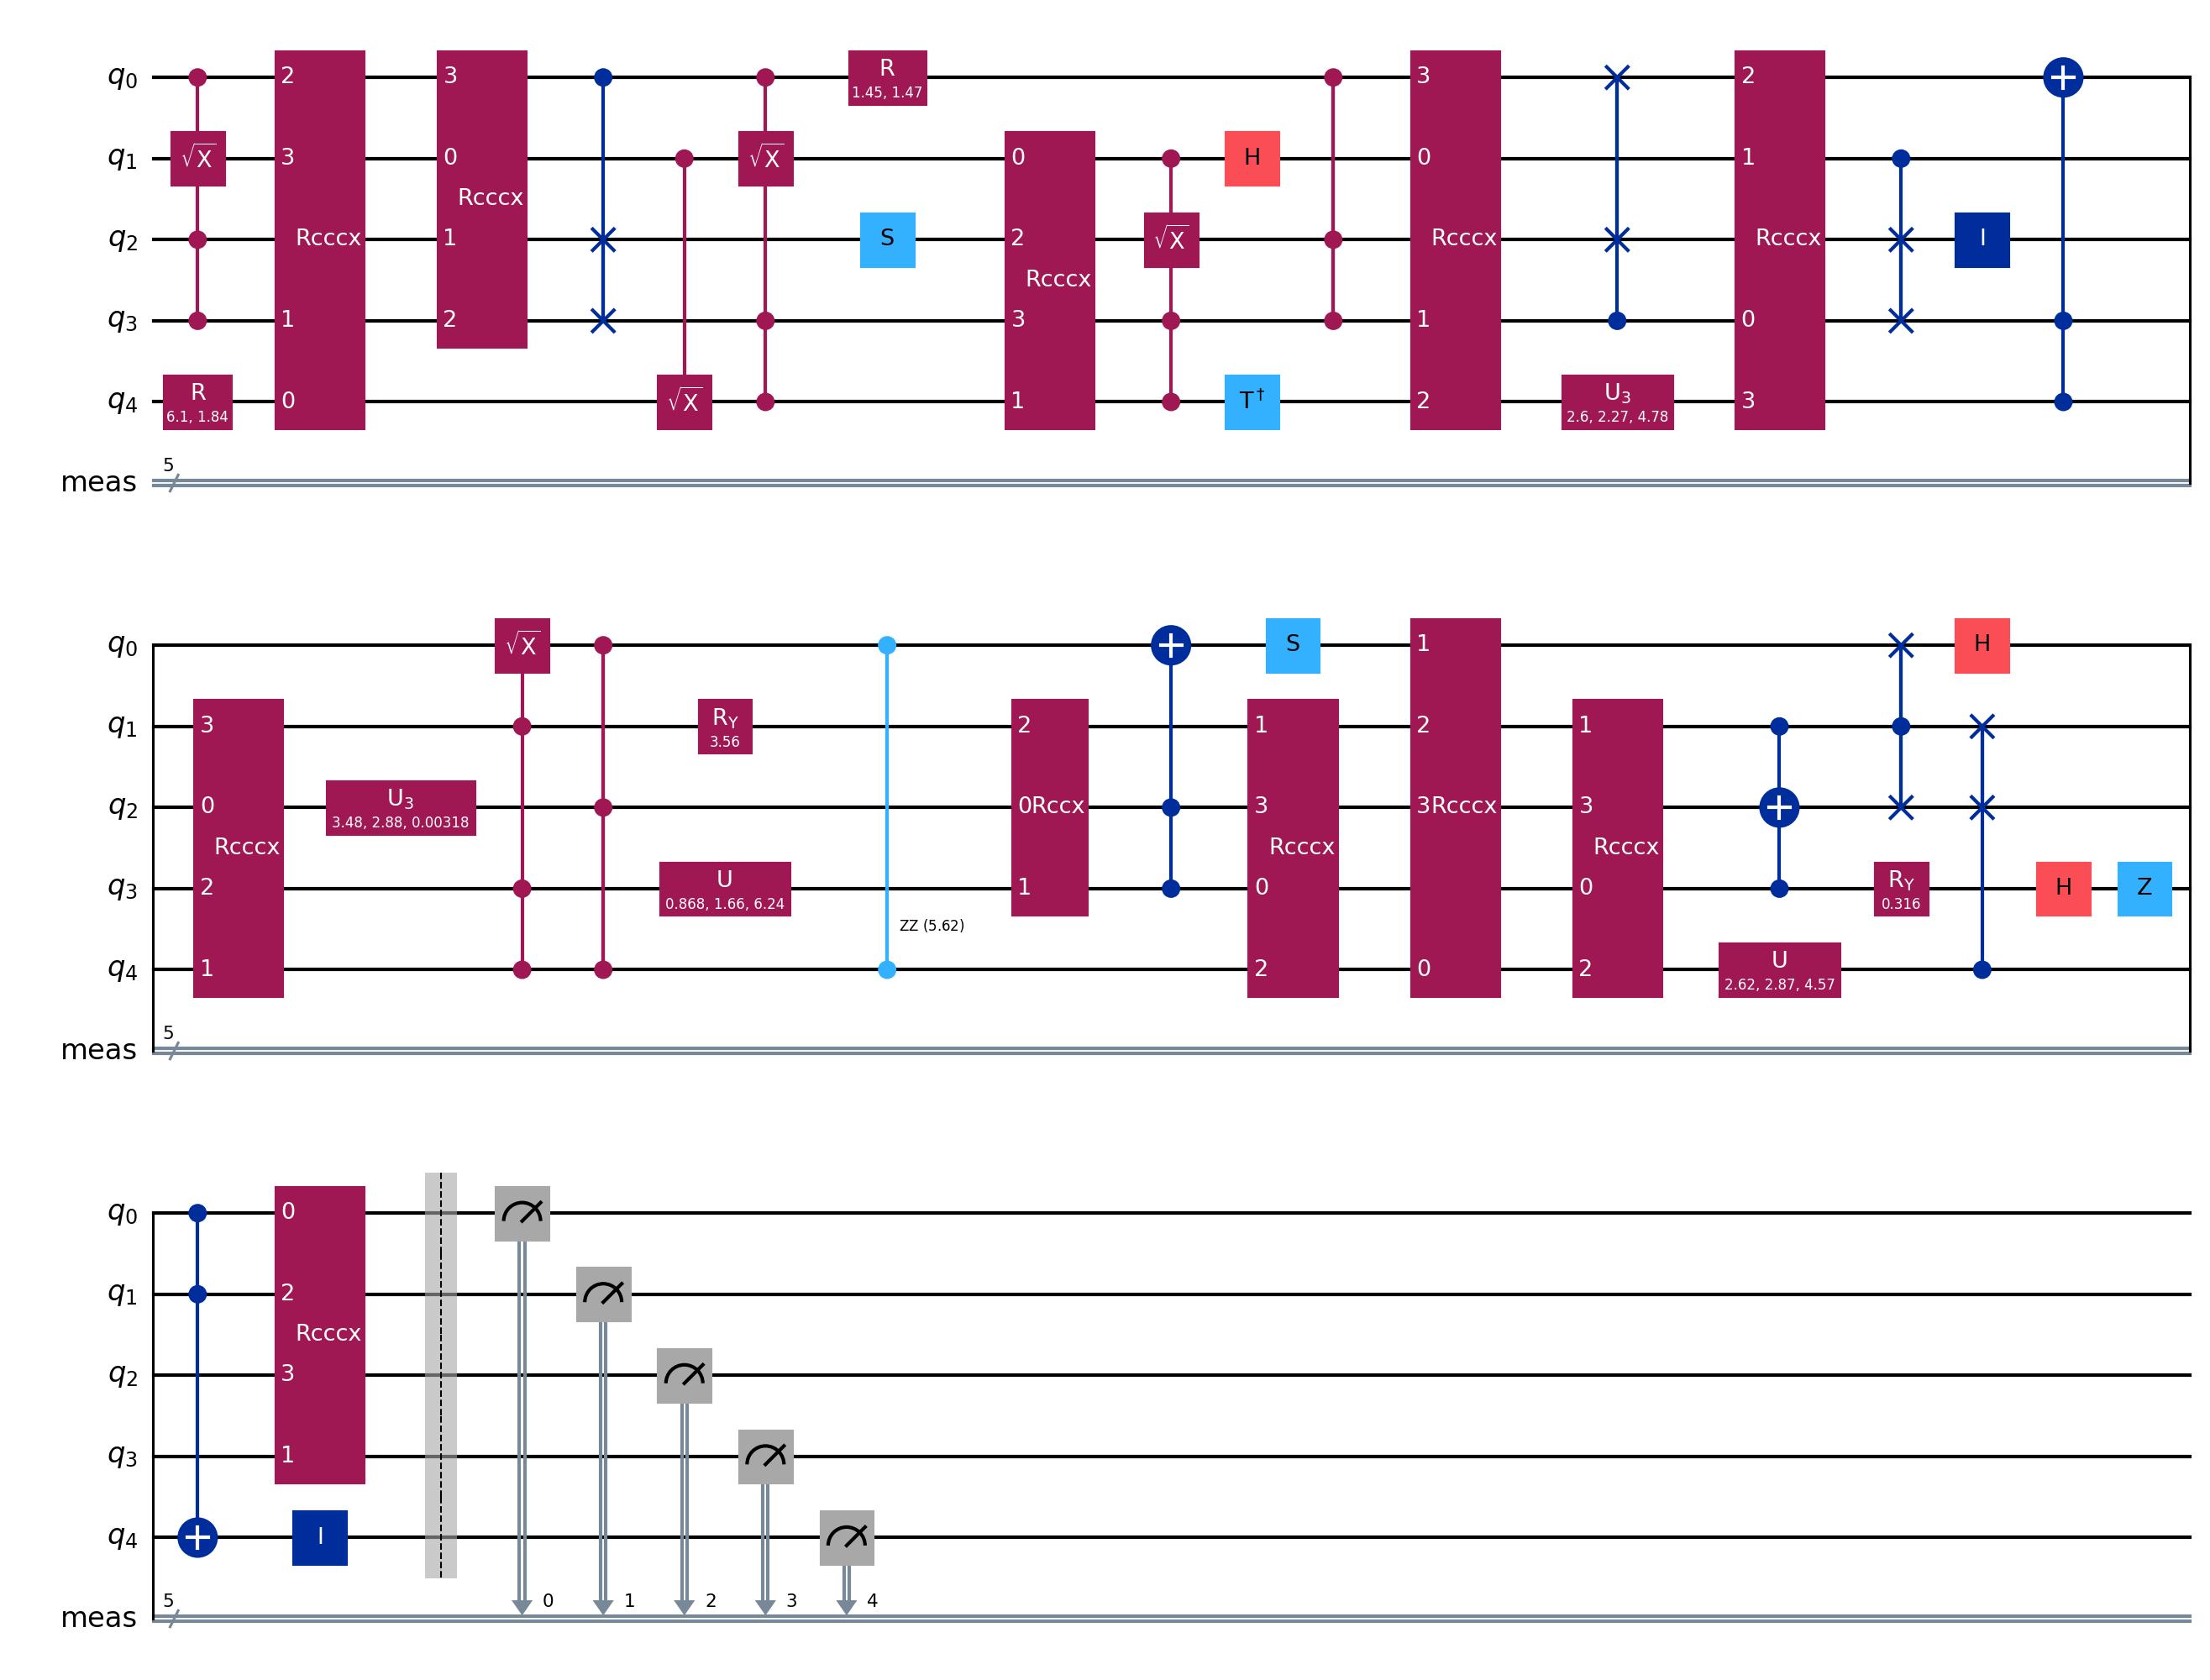 q0 2 3 R 3 2
1.45, 1.47
q1 √X 3 0 √X 0 H 0 1
Rcccx
q2 Rcccx 1 S 2 √X Rcccx Rcccx I
Rcccx
q3 1 2 3 1 0
q4 R 0 √X 1 T† 2 U3 3
6.1, 1.84 2.6, 2.27, 4.78
5
meas
q0 √X S 1 H
q1 3 RY 2 1 2 1
3.56
q2 0 U3 0Rccx 3 3Rcccx 3
3.48, 2.88, 0.00318
Rcccx Rcccx Rcccx
q3 2 U 1 0 0 RY H Z
0.868, 1.66, 6.24 0.316
ZZ (5.62)
q4 1 2 0 2 U
2.62, 2.87, 4.57
5
meas
q0 0
q1 2
Rcccx
q2 3
q3 1
q4 I
5 0 1 2 3 4
meas